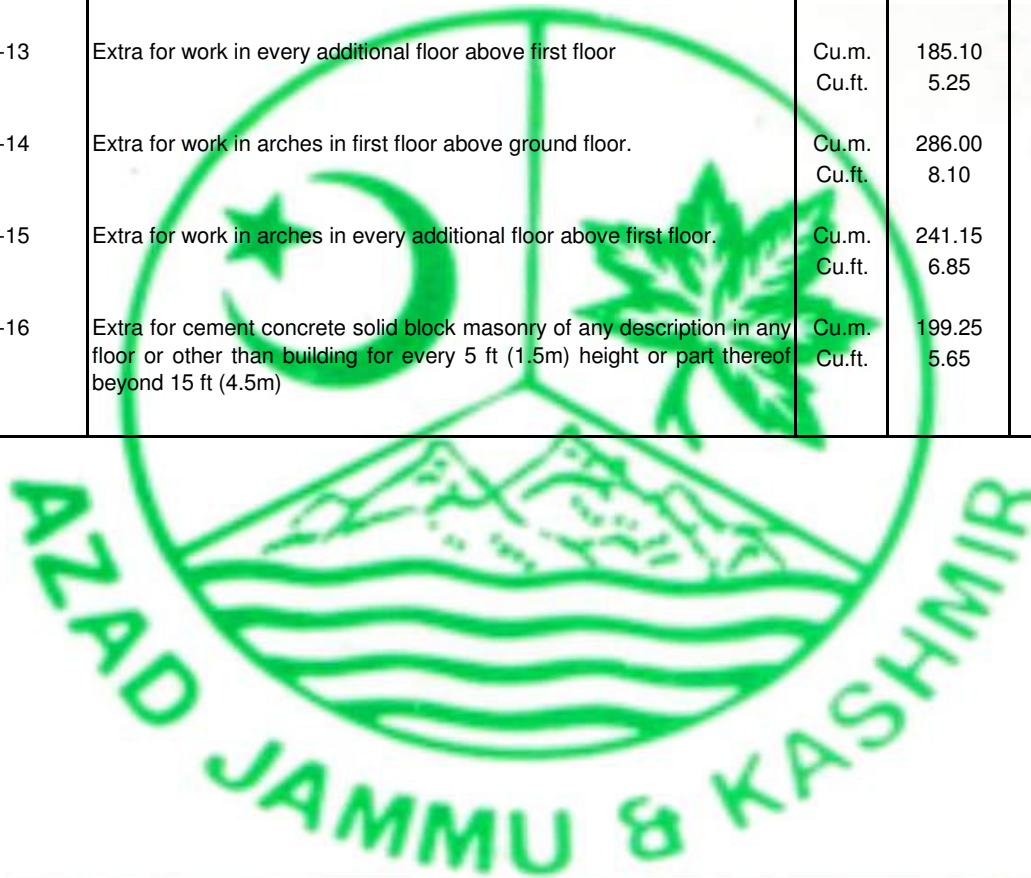 -13 Extra for work in every additional floor above first floor Cu.m. 185.10
Cu.ft. 5.25
-14 Extra for work in arches in first floor above ground floor. Cu.m. 286.00
Cu.ft. 8.10
-15 Extra for work in arches in every additional floor above first floor. Cu.m. 241.15
Cu.ft. 6.85
-16 Extra for cement concrete solid block masonry of any description in any Cu.m. 199.25
floor or other than building for every 5 ft (1.5m) height or part thereof Cu.ft. 5.65
beyond 15 ft (4.5m)
AZAD JAMMU & KASHMIR